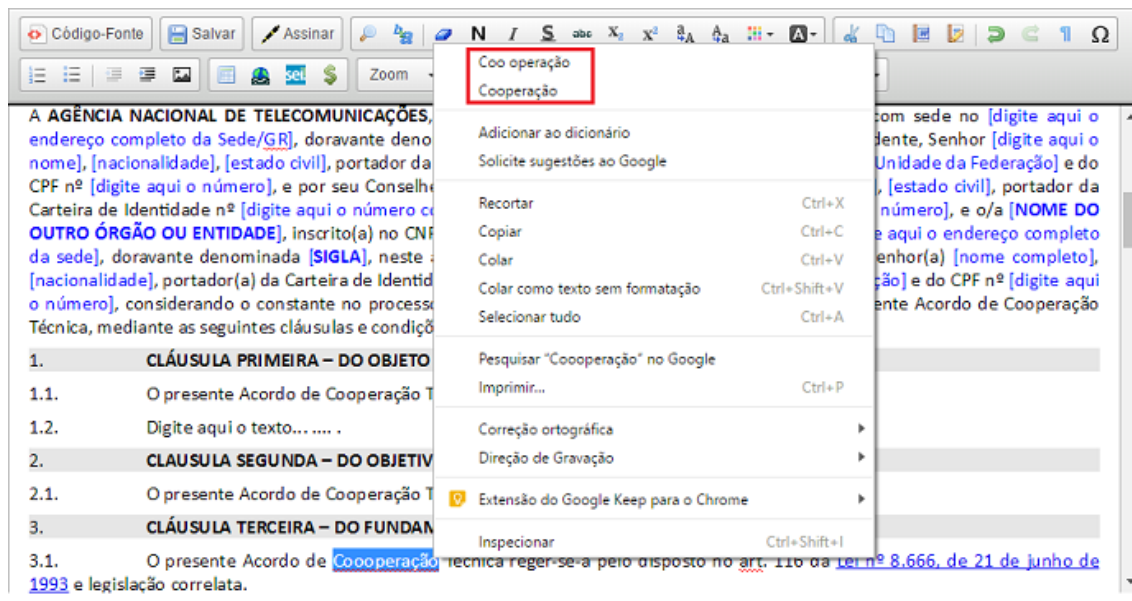 Código-Fonte Salvar Assinar N I S abc X₂ X² ªA Aa A ¶ Ω
sei $ Zoom
Coo operação
Cooperação
Adicionar ao dicionário
Solicite sugestões ao Google
Recortar Ctrl+X
Copiar Ctrl+C
Colar Ctrl+V
Colar como texto sem formatação Ctrl+Shift+V
Selecionar tudo Ctrl+A
Pesquisar "Coooperação" no Google
Imprimir... Ctrl+P
Correção ortográfica
Direção de Gravação
Extensão do Google Keep para o Chrome
Inspecionar Ctrl+Shift+I
A AGÊNCIA NACIONAL DE TELECOMUNICAÇÕES, com sede no [digite aqui o
endereço completo da Sede/GR], doravante deno dente, Senhor [digite aqui o
nome], [nacionalidade], [estado civil], portador da Unidade da Federação] e do
CPF nº [digite aqui o número], e por seu Conselhe , [estado civil], portador da
Carteira de Identidade nº [digite aqui o número co número], e o/a [NOME DO
OUTRO ÓRGÃO OU ENTIDADE], inscrito(a) no CNP e aqui o endereço completo
da sede], doravante denominada [SIGLA], neste a enhor(a) [nome completo],
[nacionalidade], portador(a) da Carteira de Identid ção] e do CPF nº [digite aqui
o número], considerando o constante no processo ente Acordo de Cooperação
Técnica, mediante as seguintes cláusulas e condiçõ
1. CLÁUSULA PRIMEIRA – DO OBJETO
1.1. O presente Acordo de Cooperação T
1.2. Digite aqui o texto... .... .
2. CLAUSULA SEGUNDA – DO OBJETIV
2.1. O presente Acordo de Cooperação T
3. CLÁUSULA TERCEIRA – DO FUNDAM
3.1. O presente Acordo de Coooperação Técnica reger-se-á pelo disposto no art. 116 da Lei nº 8.666, de 21 de junho de
1993 e legislação correlata.